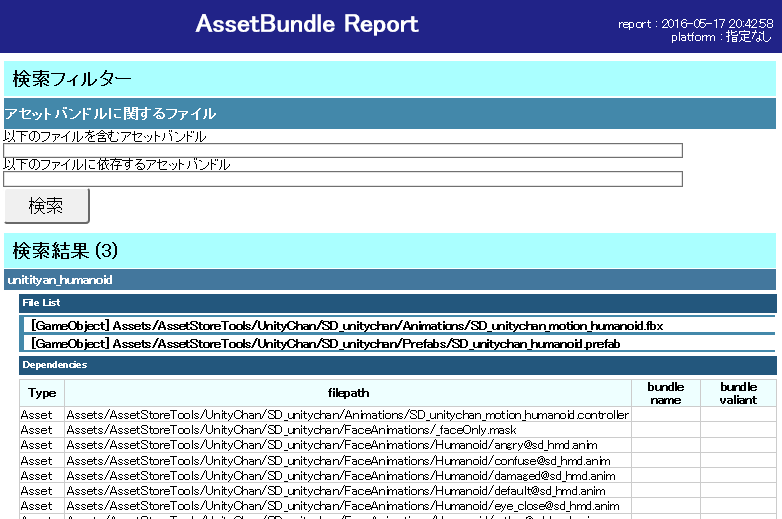 AssetBundle Report
report : 2016-05-17 20:42:58
platform : 指定なし
検索フィルター
アセットバンドルに関するファイル
以下のファイルを含むアセットバンドル
以下のファイルに依存するアセットバンドル
検索
検索結果 (3)
unitityan_humanoid
File List
[GameObject] Assets/AssetStoreTools/UnityChan/SD_unitychan/Animations/SD_unitychan_motion_humanoid.fbx
[GameObject] Assets/AssetStoreTools/UnityChan/SD_unitychan/Prefabs/SD_unitychan_humanoid.prefab
Dependencies
Type filepath bundle name bundle valiant
Asset Assets/AssetStoreTools/UnityChan/SD_unitychan/Animations/SD_unitychan_motion_humanoid.controller
Asset Assets/AssetStoreTools/UnityChan/SD_unitychan/FaceAnimations/_faceOnly.mask
Asset Assets/AssetStoreTools/UnityChan/SD_unitychan/FaceAnimations/Humanoid/angry@sd_hmd.anim
Asset Assets/AssetStoreTools/UnityChan/SD_unitychan/FaceAnimations/Humanoid/confuse@sd_hmd.anim
Asset Assets/AssetStoreTools/UnityChan/SD_unitychan/FaceAnimations/Humanoid/damaged@sd_hmd.anim
Asset Assets/AssetStoreTools/UnityChan/SD_unitychan/FaceAnimations/Humanoid/default@sd_hmd.anim
Asset Assets/AssetStoreTools/UnityChan/SD_unitychan/FaceAnimations/Humanoid/eye_close@sd_hmd.anim